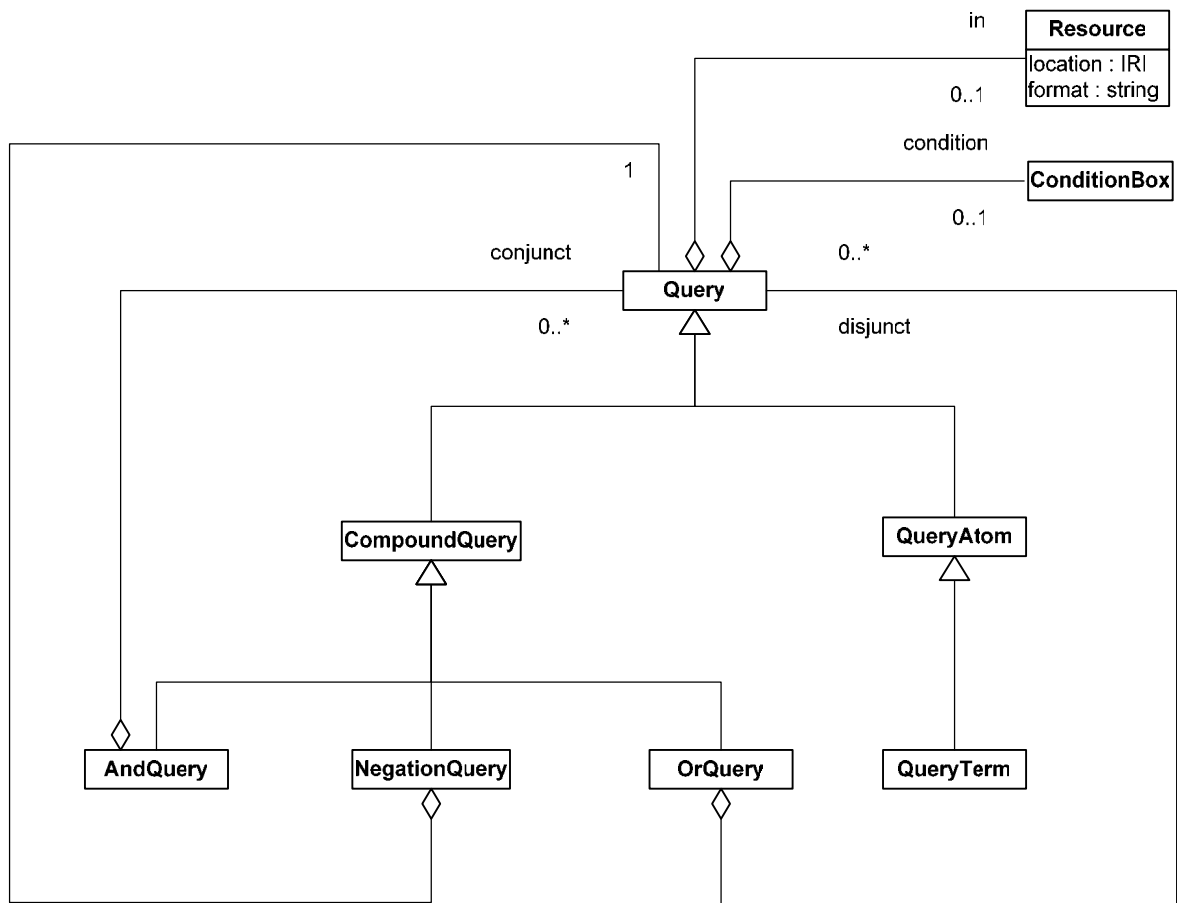 in
Resource
location : IRI
format : string
0..1
condition
1
ConditionBox
0..1
conjunct
0..*
Query
0..*
disjunct
CompoundQuery
QueryAtom
AndQuery
NegationQuery
OrQuery
QueryTerm